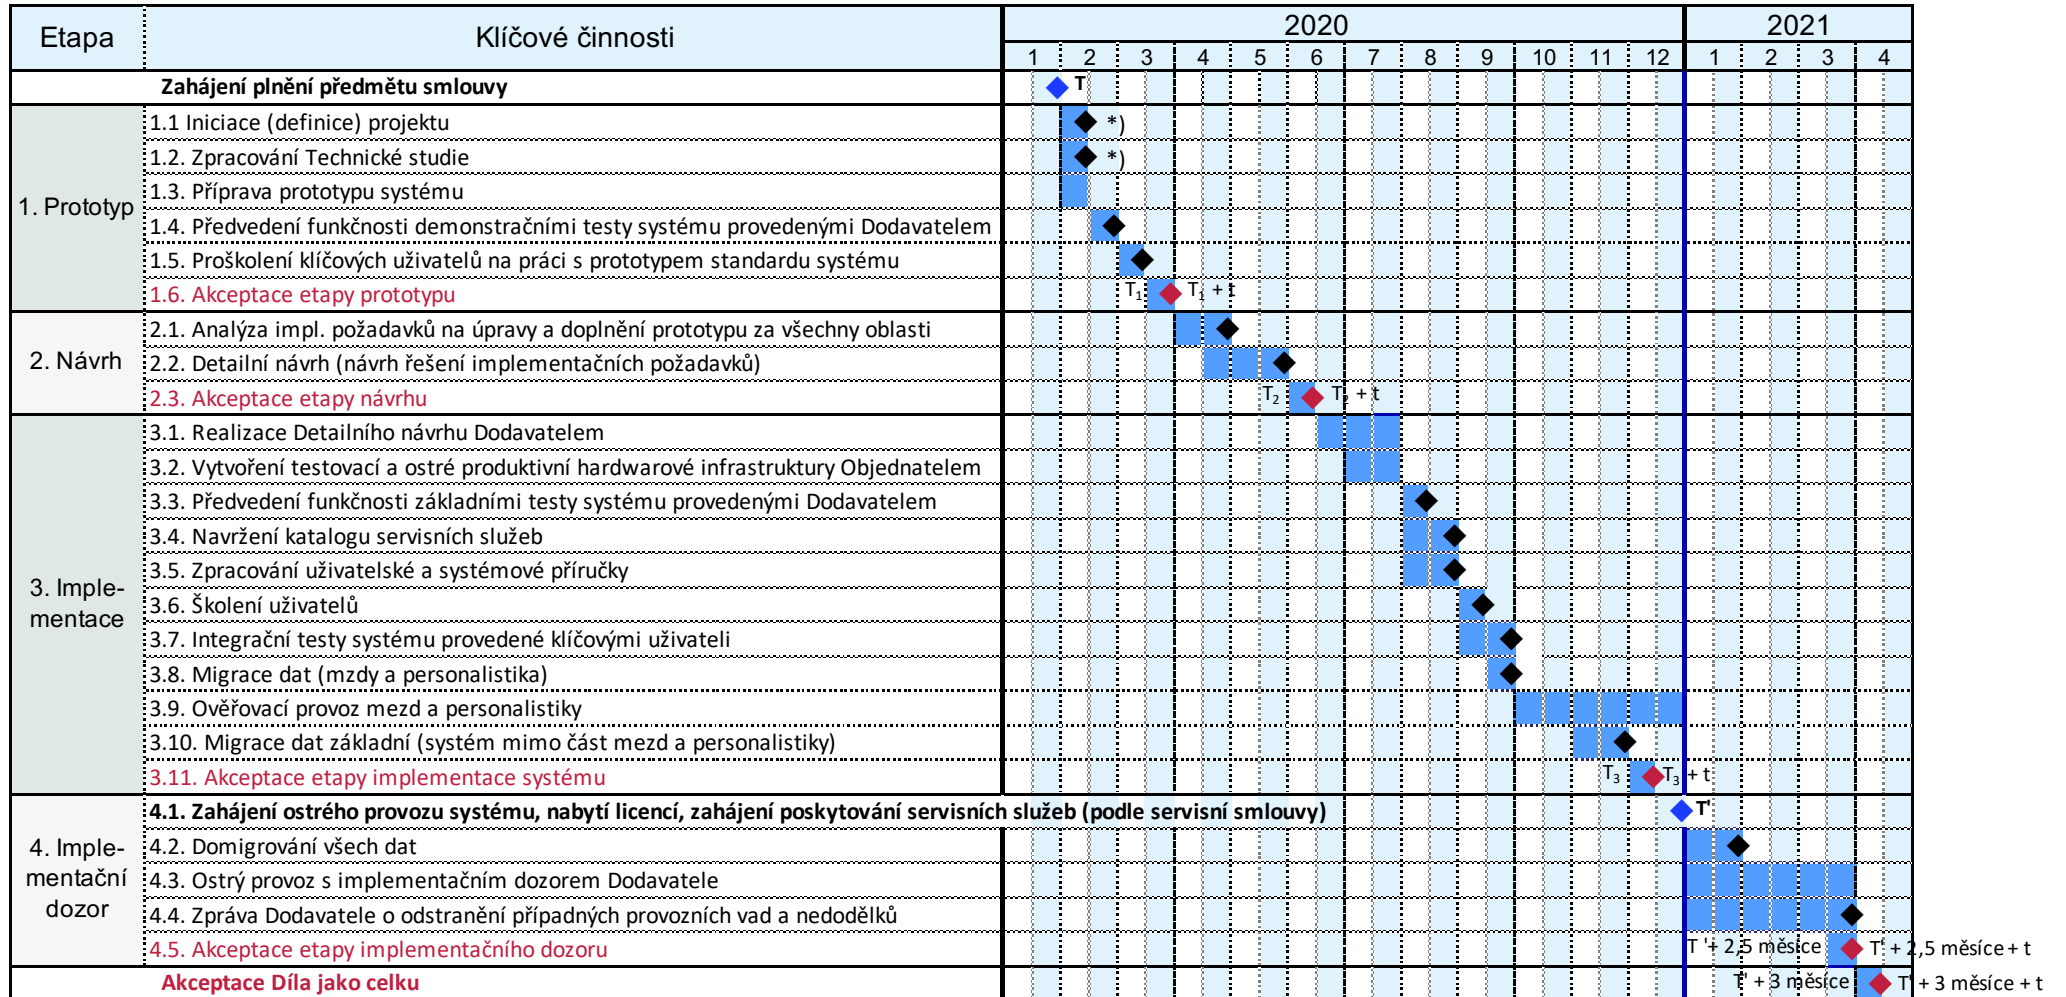 Etapa Klíčové činnosti 2020 2021
1 2 3 4 5 6 7 8 9 10 11 12 1 2 3 4
Zahájení plnění předmětu smlouvy T
1. Prototyp
1.1 Iniciace (definice) projektu *)
1.2. Zpracování Technické studie *)
1.3. Příprava prototypu systému
1.4. Předvedení funkčnosti demonstračními testy systému provedenými Dodavatelem
1.5. Proškolení klíčových uživatelů na práci s prototypem standardu systému
1.6. Akceptace etapy prototypu T₁ T₁ + t
2. Návrh
2.1. Analýza impl. požadavků na úpravy a doplnění prototypu za všechny oblasti
2.2. Detailní návrh (návrh řešení implementačních požadavků)
2.3. Akceptace etapy návrhu T₂ T₂ + t
3. Imple-
mentace
3.1. Realizace Detailního návrhu Dodavatelem
3.2. Vytvoření testovací a ostré produktivní hardwarové infrastruktury Objednatelem
3.3. Předvedení funkčnosti základními testy systému provedenými Dodavatelem
3.4. Navržení katalogu servisních služeb
3.5. Zpracování uživatelské a systémové příručky
3.6. Školení uživatelů
3.7. Integrační testy systému provedené klíčovými uživateli
3.8. Migrace dat (mzdy a personalistika)
3.9. Ověřovací provoz mezd a personalistiky
3.10. Migrace dat základní (systém mimo část mezd a personalistiky)
3.11. Akceptace etapy implementace systému T₃ T₃ + t
4. Imple-
mentační
dozor
4.1. Zahájení ostrého provozu systému, nabytí licencí, zahájení poskytování servisních služeb (podle servisní smlouvy) T'
4.2. Domigrování všech dat
4.3. Ostrý provoz s implementačním dozorem Dodavatele
4.4. Zpráva Dodavatele o odstranění případných provozních vad a nedodělků
4.5. Akceptace etapy implementačního dozoru T '+ 2,5 měsíce T' + 2,5 měsíce + t
Akceptace Díla jako celku T' + 3 měsíce T' + 3 měsíce + t